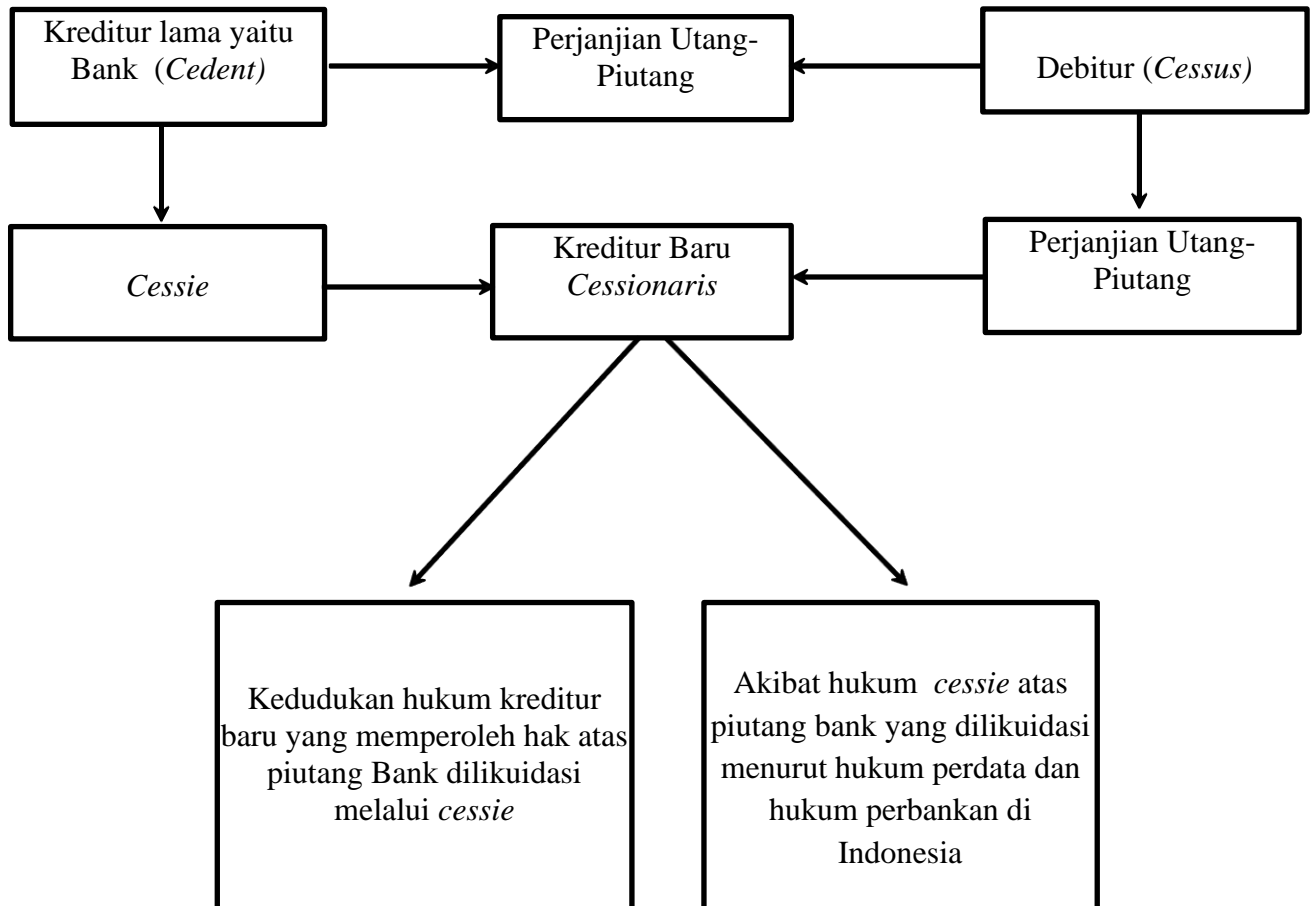 Kreditur lama yaitu
Bank (Cedent)
Perjanjian Utang-
Piutang
Debitur (Cessus)
Cessie
Kreditur Baru
Cessionaris
Perjanjian Utang-
Piutang
Kedudukan hukum kreditur
baru yang memperoleh hak atas
piutang Bank dilikuidasi
melalui cessie
Akibat hukum cessie atas
piutang bank yang dilikuidasi
menurut hukum perdata dan
hukum perbankan di
Indonesia